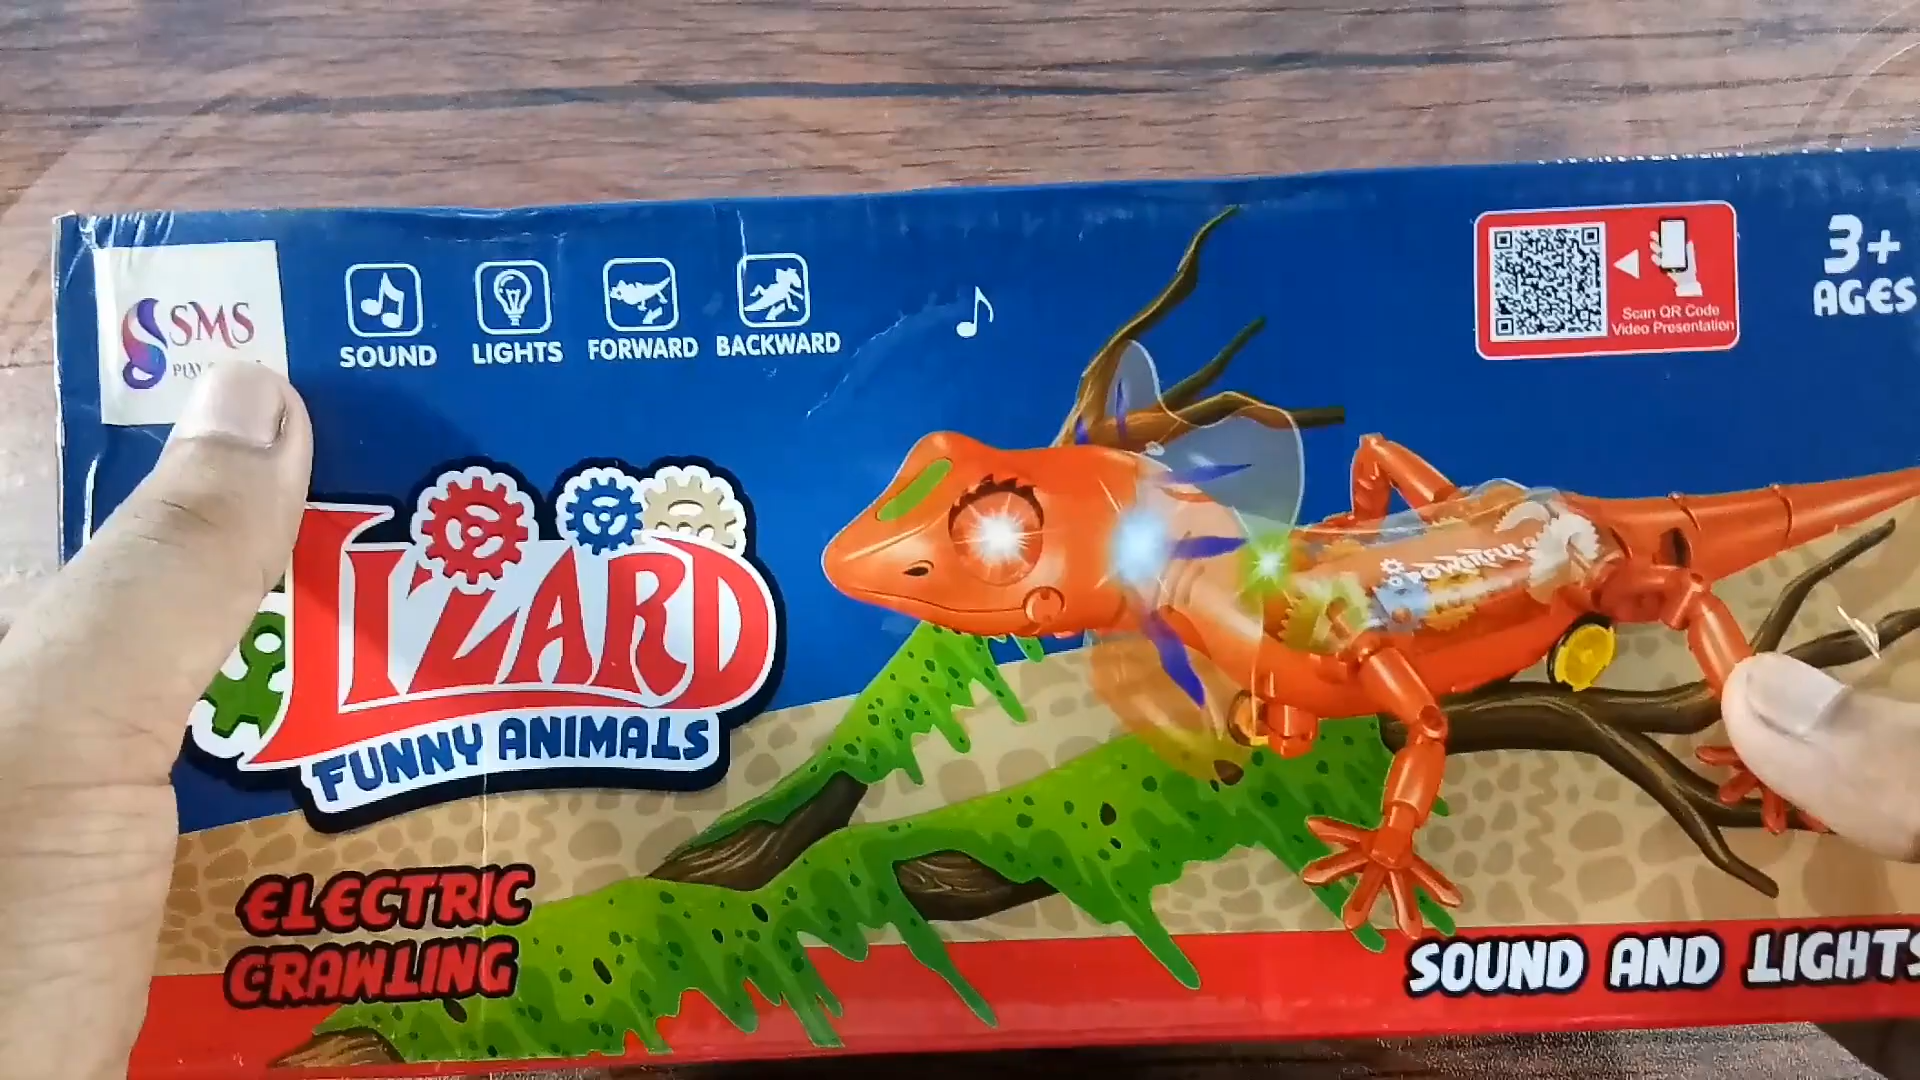 SMS
SOUND
LIGHTS
FORWARD
BACKWARD
Scan QR Code
Video Presentation
3+
AGES
LIZARD
FUNNY ANIMALS
POWERFUL
ELECTRIC
CRAWLING
SOUND AND LIGHTS